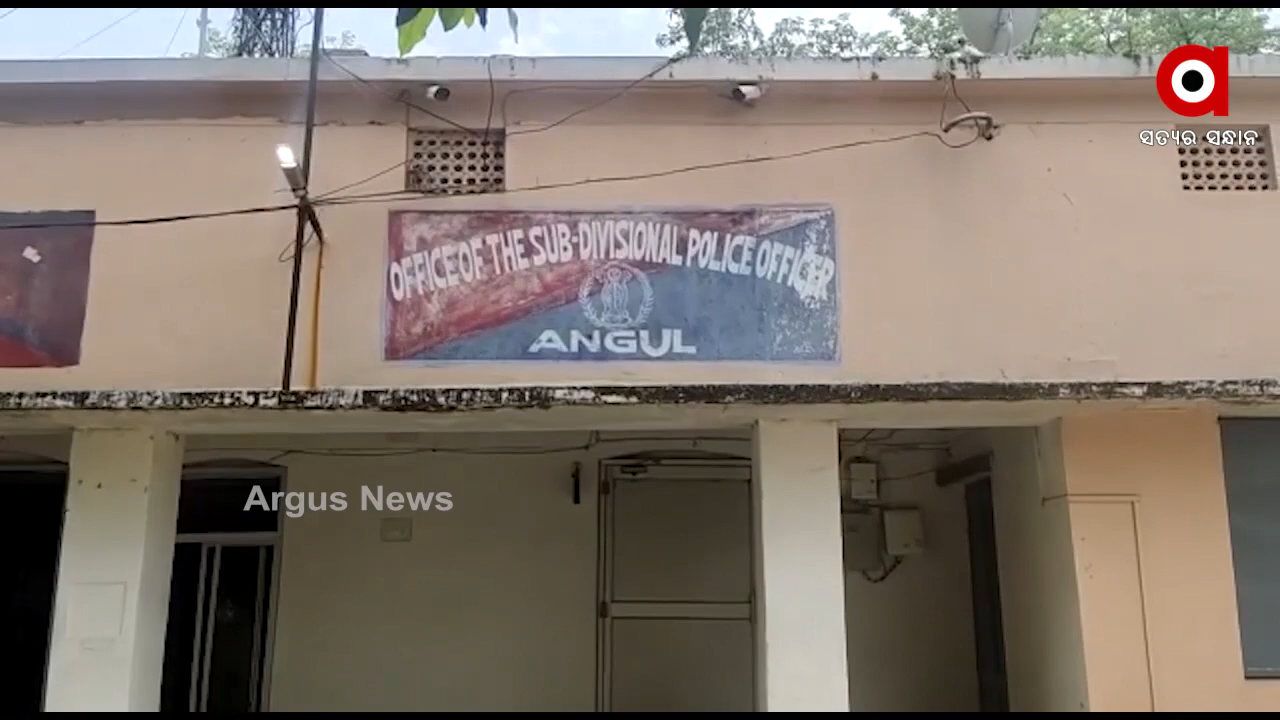 ସତ୍ୟର ସନ୍ଧାନ
OFFICE OF THE SUB-DIVISIONAL POLICE OFFICER
ANGUL
Argus News